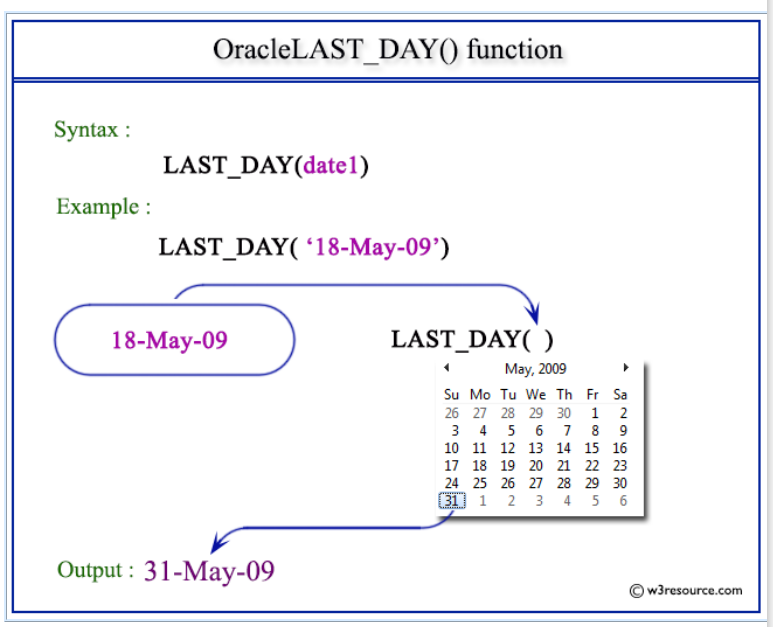 OracleLAST_DAY() function
Syntax :
LAST_DAY(date1)
Example :
LAST_DAY( ‘18-May-09’)
18-May-09
LAST_DAY( )
May, 2009
Su Mo Tu We Th Fr Sa
26 27 28 29 30 1 2
3 4 5 6 7 8 9
10 11 12 13 14 15 16
17 18 19 20 21 22 23
24 25 26 27 28 29 30
31 1 2 3 4 5 6
Output : 31-May-09
© w3resource.com